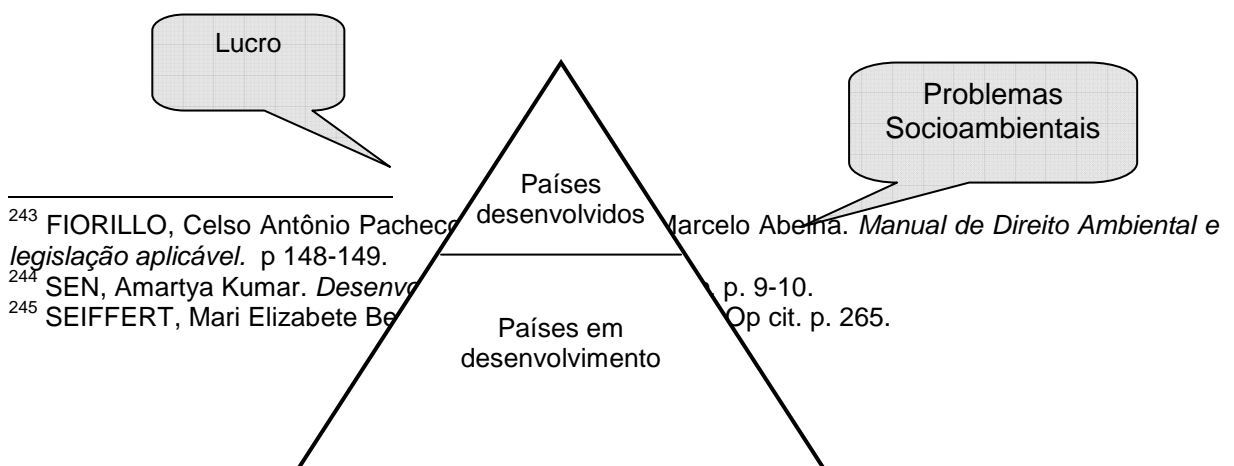 Lucro
Problemas
Socioambientais
Países
desenvolvidos
243 FIORILLO, Celso Antônio Marcelo Abelha. Manual de Direito Ambiental e
legislação aplicável. p 148-149.
244 SEN, Amartya Kumar. p. 9-10.
245 SEIFFERT, Mari Elizabete Op cit. p. 265.
Países em
desenvolvimento